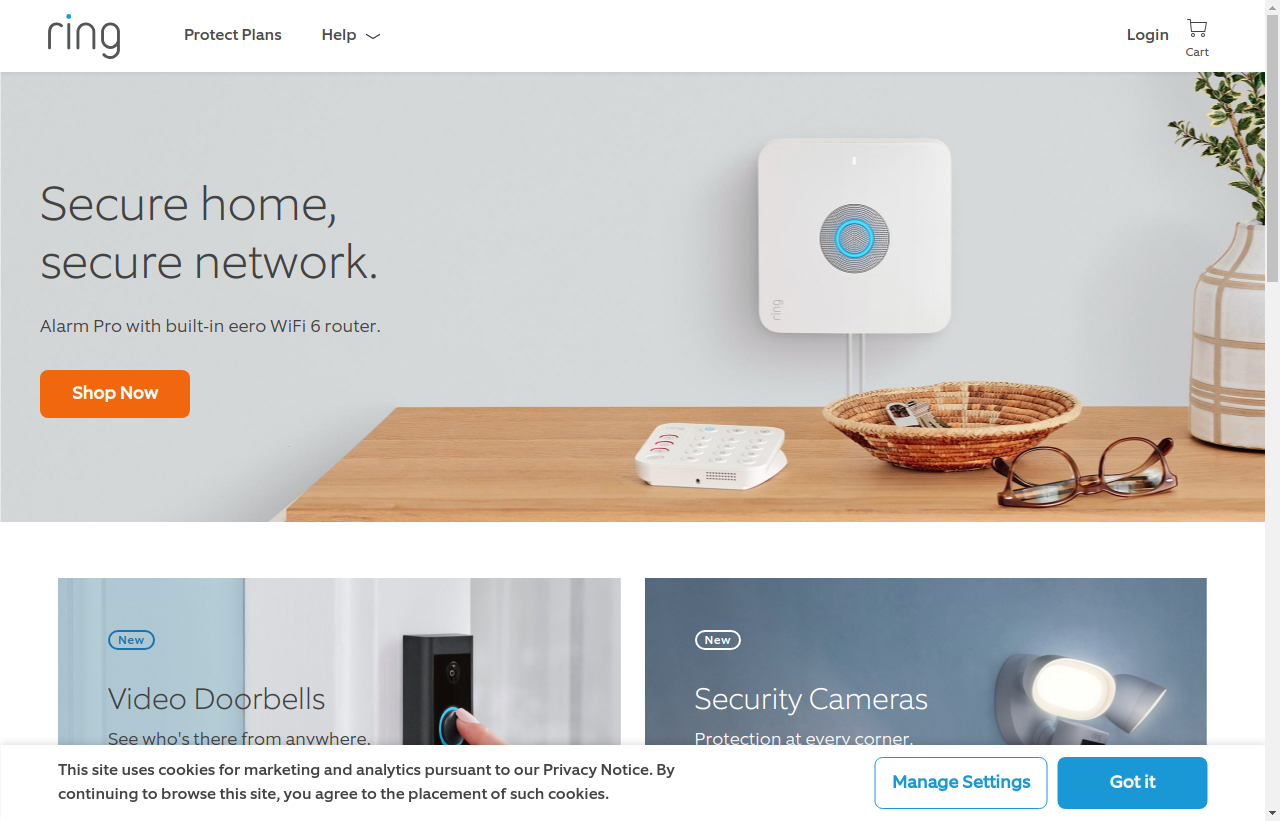 ring
Protect Plans
Help
Login
Cart
Secure home,
secure network.
Alarm Pro with built-in eero WiFi 6 router.
Shop Now
ring
New
Video Doorbells
See who's there from anywhere.
New
Security Cameras
Protection at every corner.
This site uses cookies for marketing and analytics pursuant to our Privacy Notice. By
continuing to browse this site, you agree to the placement of such cookies.
Manage Settings
Got it